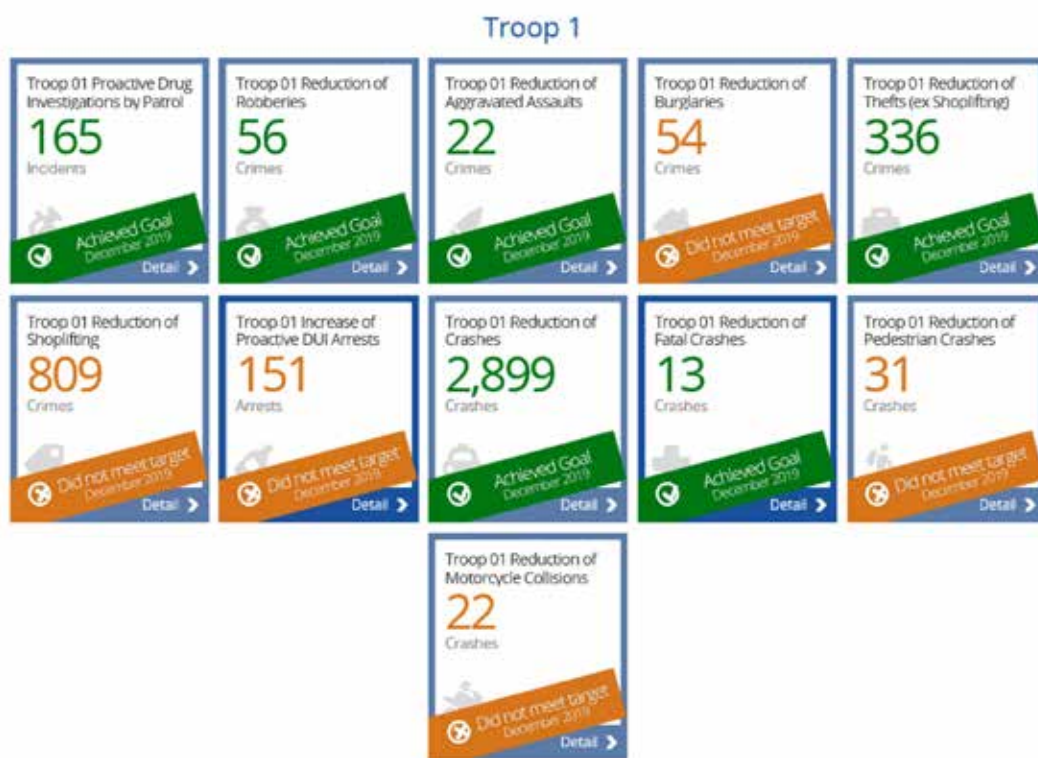 Troop 1
Troop 01 Proactive Drug
Investigations by Patrol
165
Incidents
Achieved Goal
December 2019
Detail
Troop 01 Reduction of
Robberies
56
Crimes
Achieved Goal
December 2019
Detail
Troop 01 Reduction of
Aggravated Assaults
22
Crimes
Achieved Goal
December 2019
Detail
Troop 01 Reduction of
Burglaries
54
Crimes
Did not meet target
December 2019
Detail
Troop 01 Reduction of
Thefts (ex Shoplifting)
336
Crimes
Achieved Goal
December 2019
Detail
Troop 01 Reduction of
Shoplifting
809
Crimes
Did not meet target
December 2019
Detail
Troop 01 Increase of
Proactive DUI Arrests
151
Arrests
Did not meet target
December 2019
Detail
Troop 01 Reduction of
Crashes
2,899
Crashes
Achieved Goal
December 2019
Detail
Troop 01 Reduction of
Fatal Crashes
13
Crashes
Achieved Goal
December 2019
Detail
Troop 01 Reduction of
Pedestrian Crashes
31
Crashes
Did not meet target
December 2019
Detail
Troop 01 Reduction of
Motorcycle Collisions
22
Crashes
Did not meet target
December 2019
Detail